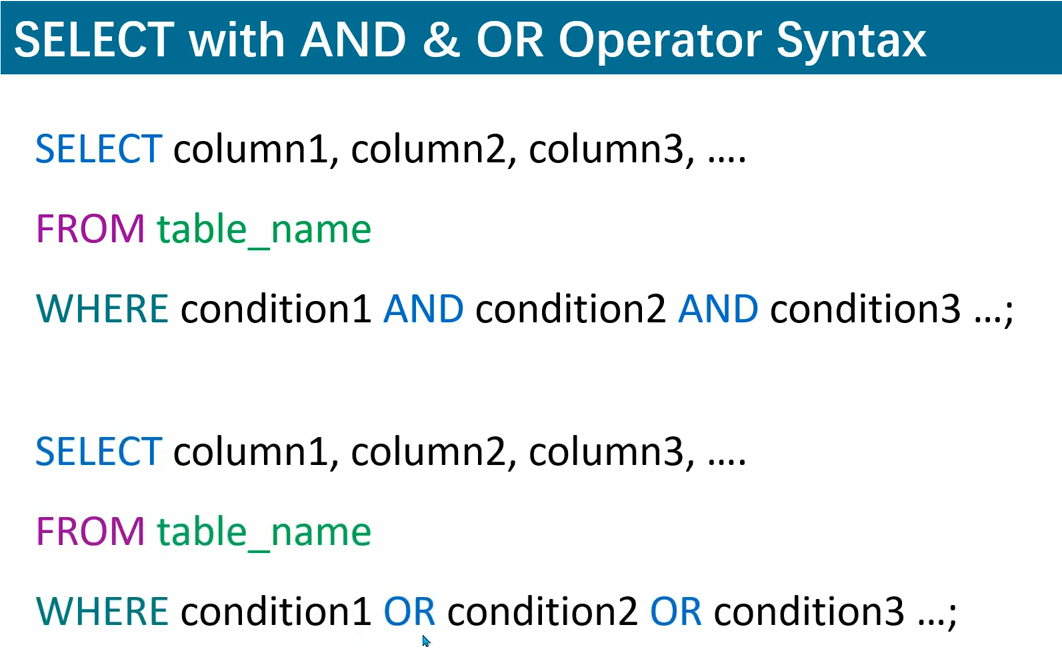 SELECT with AND & OR Operator Syntax
SELECT column1, column2, column3, ....
FROM table_name
WHERE condition1 AND condition2 AND condition3 ...;
SELECT column1, column2, column3, ....
FROM table_name
WHERE condition1 OR condition2 OR condition3 ...;